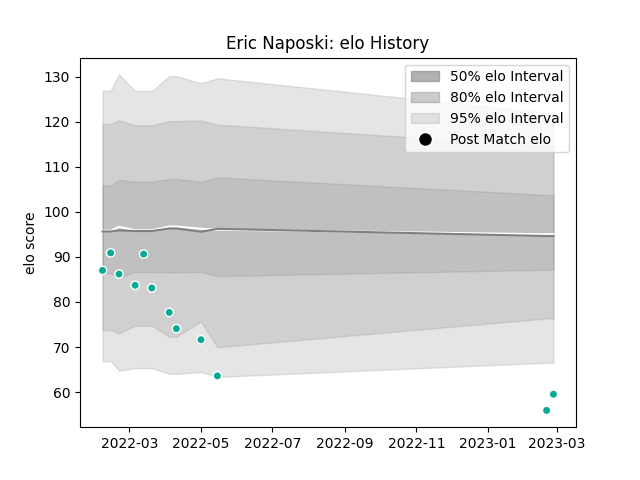 Eric Naposki: elo History
130
120
110
100
90
80
70
60
elo score
50% elo Interval
80% elo Interval
95% elo Interval
Post Match elo
2022-03
2022-05
2022-07
2022-09
2022-11
2023-01
2023-03